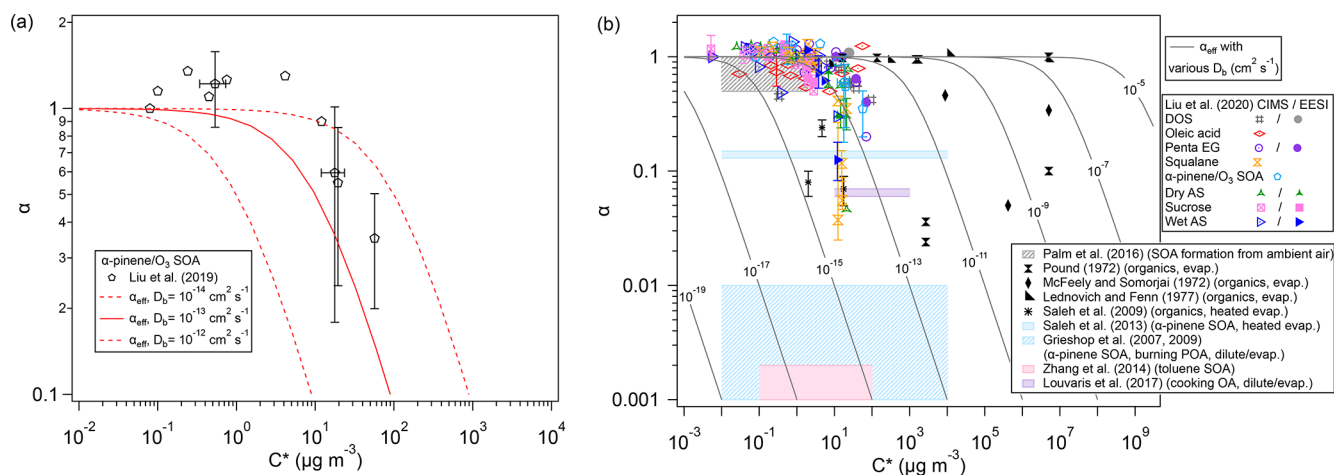 (a)
2
1
9
8
7
6
5
4
3
2
0.1
α
α-pinene/O3 SOA
Liu et al. (2019)
αeff, Db= 10^-14 cm^2 s^-1
αeff, Db= 10^-13 cm^2 s^-1
αeff, Db= 10^-12 cm^2 s^-1
10^-2 10^-1 10^0 10^1 10^2 10^3 10^4
C* (µg m^-3)
(b)
1
0.1
0.01
0.001
α
10^-19
10^-17
10^-15
10^-13
10^-11
10^-9
10^-7
10^-5
10^-3 10^-1 10^1 10^3 10^5 10^7 10^9
C* (µg m^-3)
αeff with
various Db (cm^2 s^-1)
Liu et al. (2020) CIMS / EESI
DOS /
Oleic acid
Penta EG /
Squalane
α-pinene/O3 SOA
Dry AS /
Sucrose /
Wet AS /
Palm et al. (2016) (SOA formation from ambient air)
Pound (1972) (organics, evap.)
McFeely and Somorjai (1972) (organics, evap.)
Lednovich and Fenn (1977) (organics, evap.)
Saleh et al. (2009) (organics, heated evap.)
Saleh et al. (2013) (α-pinene SOA, heated evap.)
Grieshop et al. (2007, 2009)
(α-pinene SOA, burning POA, dilute/evap.)
Zhang et al. (2014) (toluene SOA)
Louvaris et al. (2017) (cooking OA, dilute/evap.)